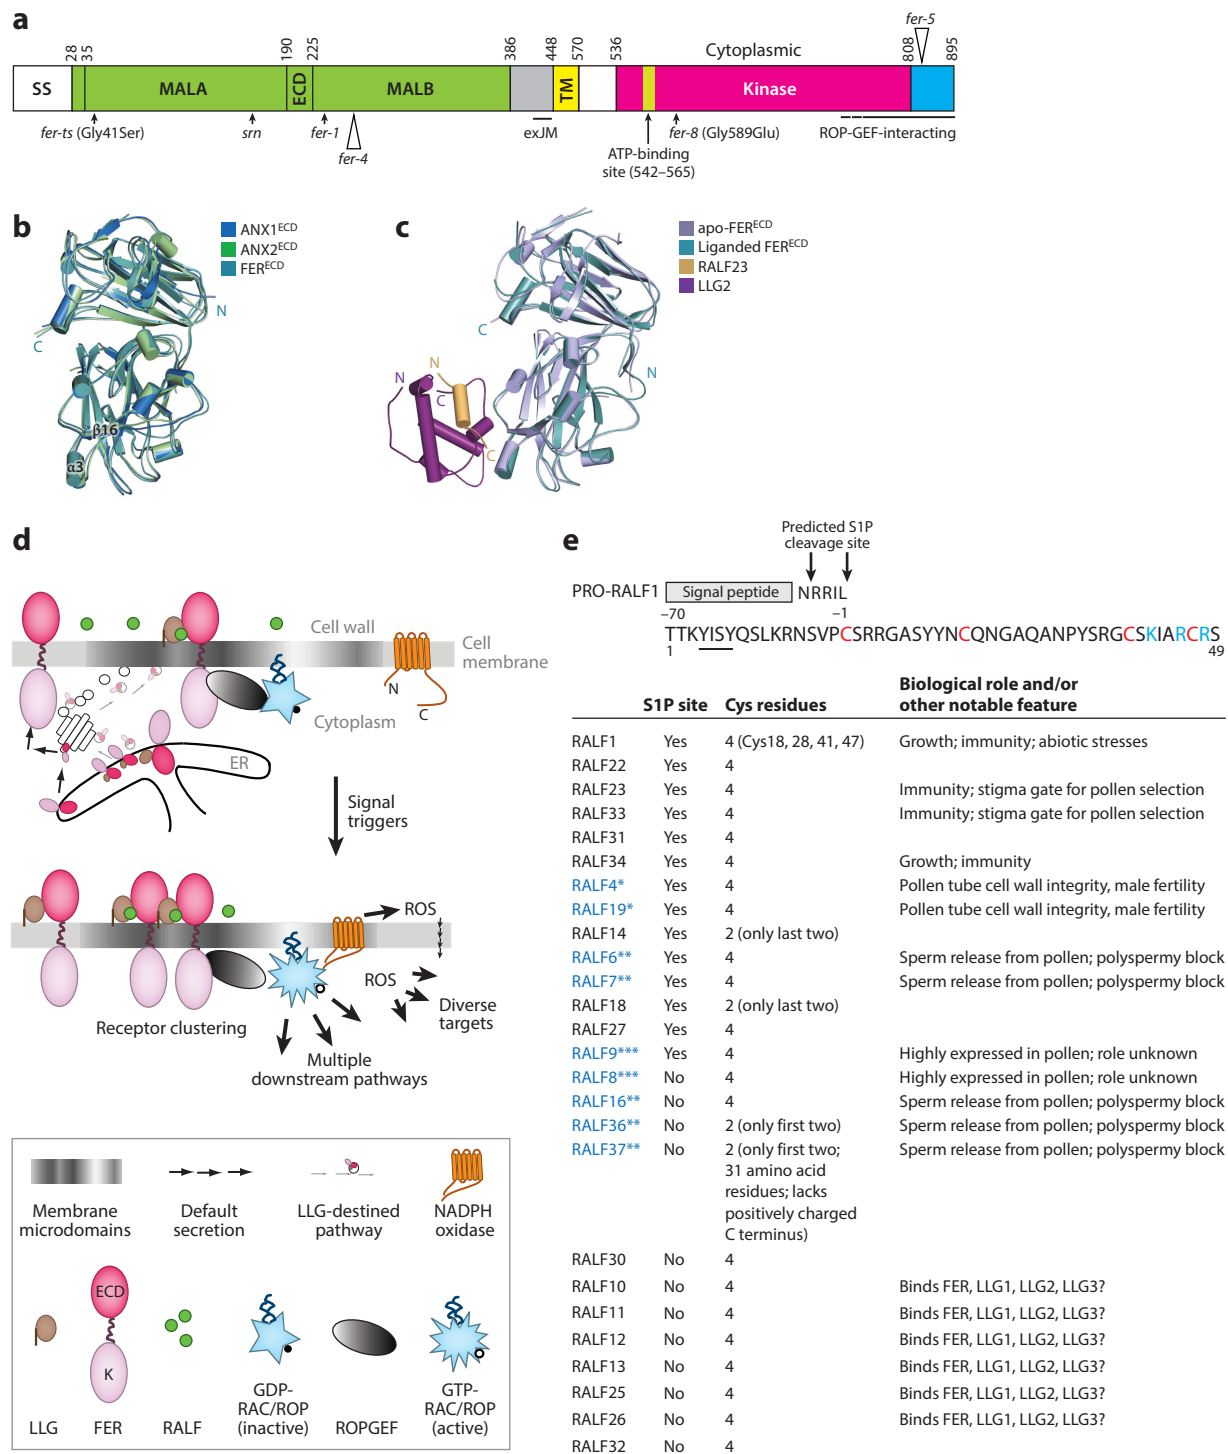 a
fer-5
28 35 190 225 386 448 570 536 Cytoplasmic 808 895
SS MALA ECD MALB TM Kinase
fer-ts (Gly41Ser) srn fer-1 fer-4 exJM fer-8 (Gly589Glu) ROP-GEF-interacting
ATP-binding
site (542–565)
b
ANX1ECD
ANX2ECD
FERECD
N
C
β16
α3
c
apo-FERECD
Liganded FERECD
RALF23
LLG2
C
N
N
N
C
C
d
Cell wall
Cell
membrane
N
C
Cytoplasm
ER
Signal
triggers
ROS
ROS
Diverse
targets
Receptor clustering
Multiple
downstream pathways
Membrane
microdomains
Default
secretion
LLG-destined
pathway
NADPH
oxidase
ECD
K
LLG
FER
RALF
GDP-
RAC/ROP
(inactive)
ROPGEF
GTP-
RAC/ROP
(active)
e
Predicted S1P
cleavage site
PRO-RALF1 Signal peptide NRRIL
–70 –1
TTKYISYQSLKRNSVPCSRRGASYYNCQNGAQANPYSRGCSKIARCRS
1 49
S1P site Cys residues Biological role and/or
other notable feature
RALF1 Yes 4 (Cys18, 28, 41, 47) Growth; immunity; abiotic stresses
RALF22 Yes 4
RALF23 Yes 4 Immunity; stigma gate for pollen selection
RALF33 Yes 4 Immunity; stigma gate for pollen selection
RALF31 Yes 4
RALF34 Yes 4 Growth; immunity
RALF4* Yes 4 Pollen tube cell wall integrity, male fertility
RALF19* Yes 4 Pollen tube cell wall integrity, male fertility
RALF14 Yes 2 (only last two)
RALF6** Yes 4 Sperm release from pollen; polyspermy block
RALF7** Yes 4 Sperm release from pollen; polyspermy block
RALF18 Yes 2 (only last two)
RALF27 Yes 4
RALF9*** Yes 4 Highly expressed in pollen; role unknown
RALF8*** No 4 Highly expressed in pollen; role unknown
RALF16** No 4 Sperm release from pollen; polyspermy block
RALF36** No 2 (only first two) Sperm release from pollen; polyspermy block
RALF37** No 2 (only first two; Sperm release from pollen; polyspermy block
31 amino acid
residues; lacks
positively charged
C terminus)
RALF30 No 4
RALF10 No 4 Binds FER, LLG1, LLG2, LLG3?
RALF11 No 4 Binds FER, LLG1, LLG2, LLG3?
RALF12 No 4 Binds FER, LLG1, LLG2, LLG3?
RALF13 No 4 Binds FER, LLG1, LLG2, LLG3?
RALF25 No 4 Binds FER, LLG1, LLG2, LLG3?
RALF26 No 4 Binds FER, LLG1, LLG2, LLG3?
RALF32 No 4